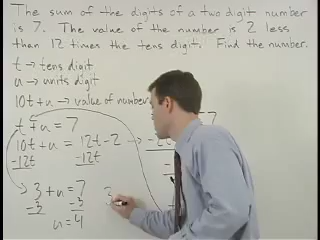 The sum of the digits of a two digit number
is 7. The value of the number is 2 less
than 12 times the tens digit. Find the number.
t → tens digit
u → units digit
10t+u → value of number
t + u = 7
10t + u = 12t - 2 →
-12t -12t
3 + u = 7
-3 -3
u = 4
3